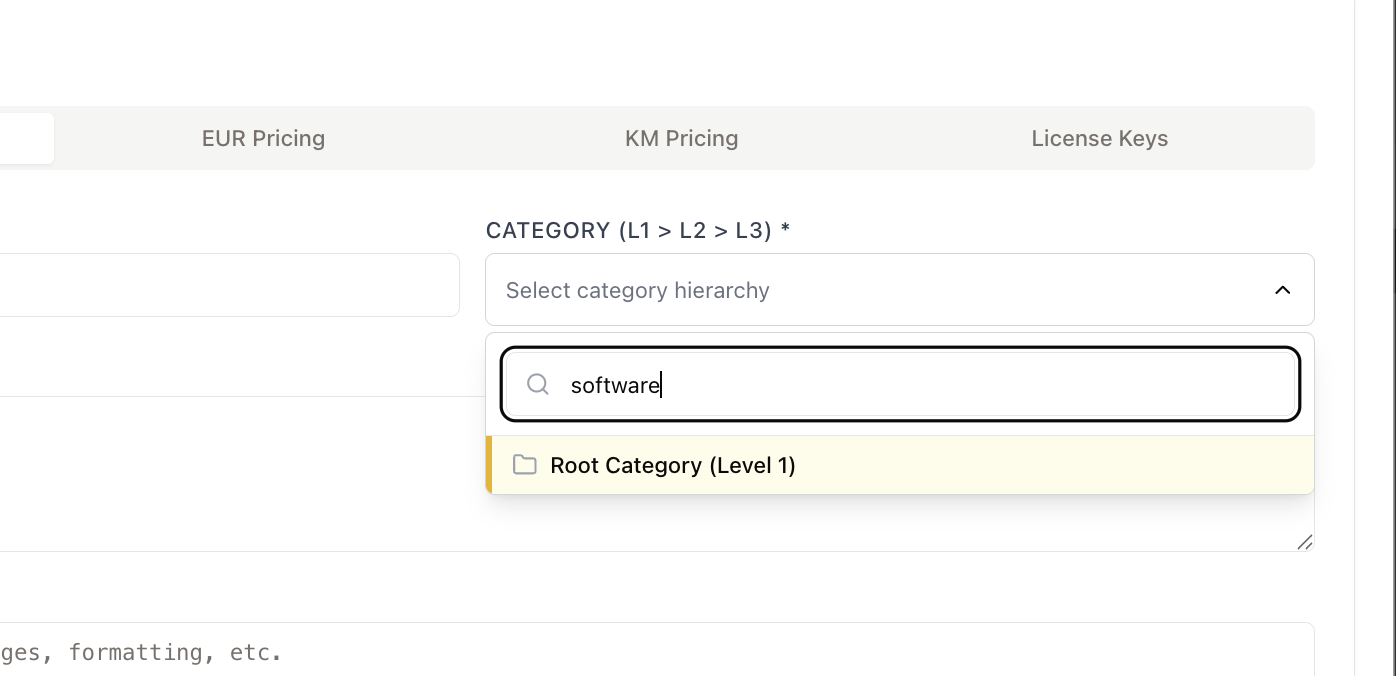 EUR Pricing
KM Pricing
License Keys
CATEGORY (L1 > L2 > L3) *
Select category hierarchy
software
Root Category (Level 1)
ges, formatting, etc.